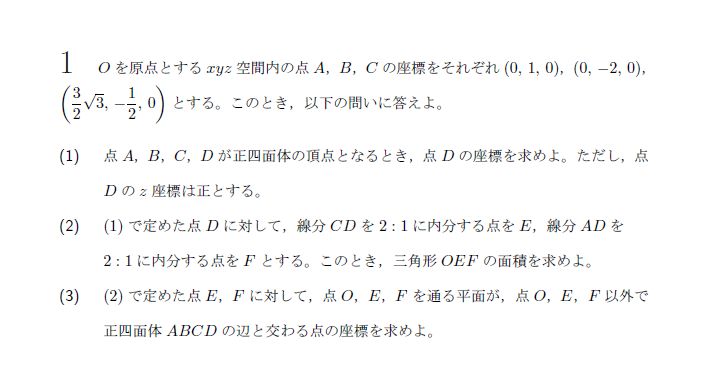 1 O を原点とする xyz 空間内の点 A，B，C の座標をそれぞれ (0, 1, 0)，(0, −2, 0)，
(3/2 √3, −1/2, 0) とする。このとき，以下の問いに答えよ。
(1) 点 A，B，C，D が正四面体の頂点となるとき，点 D の座標を求めよ。ただし，点
D の z 座標は正とする。
(2) (1) で定めた点 D に対して，線分 CD を 2 : 1 に内分する点を E，線分 AD を
2 : 1 に内分する点を F とする。このとき，三角形 OEF の面積を求めよ。
(3) (2) で定めた点 E，F に対して，点 O，E，F を通る平面が，点 O，E，F 以外で
正四面体 ABCD の辺と交わる点の座標を求めよ。